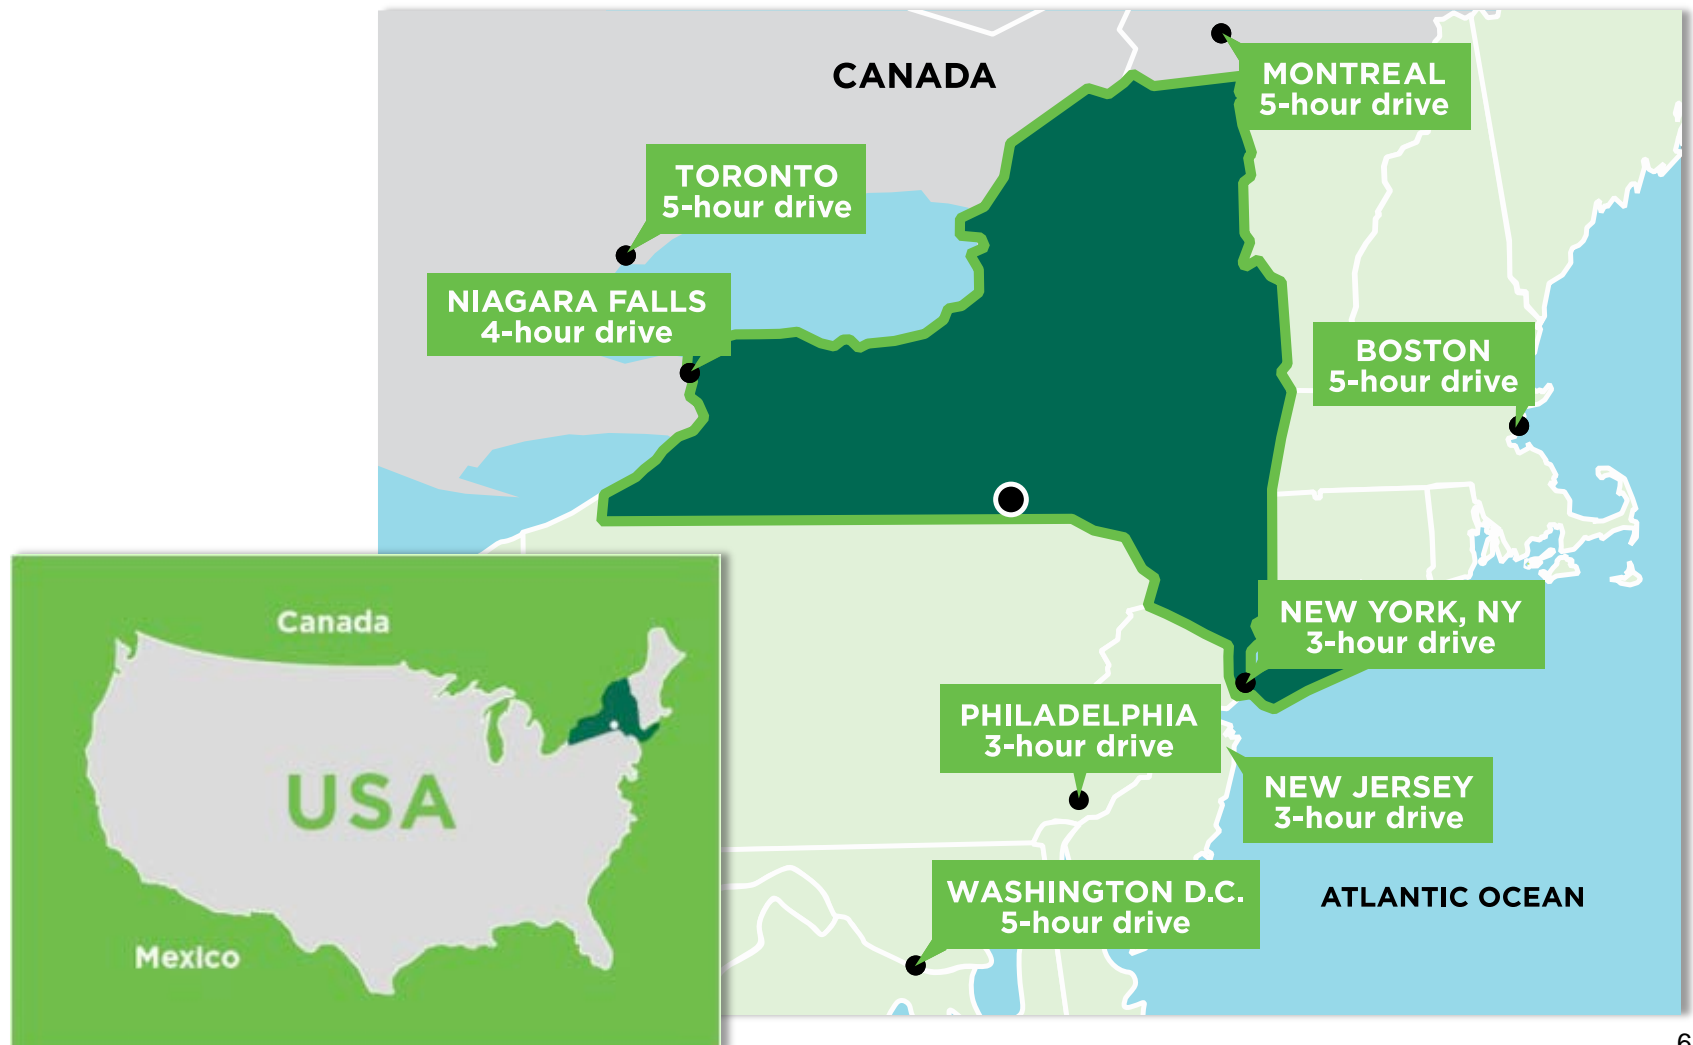 CANADA
MONTREAL
5-hour drive
TORONTO
5-hour drive
NIAGARA FALLS
4-hour drive
BOSTON
5-hour drive
NEW YORK, NY
3-hour drive
PHILADELPHIA
3-hour drive
NEW JERSEY
3-hour drive
WASHINGTON D.C.
5-hour drive
ATLANTIC OCEAN
Canada
USA
Mexico
6